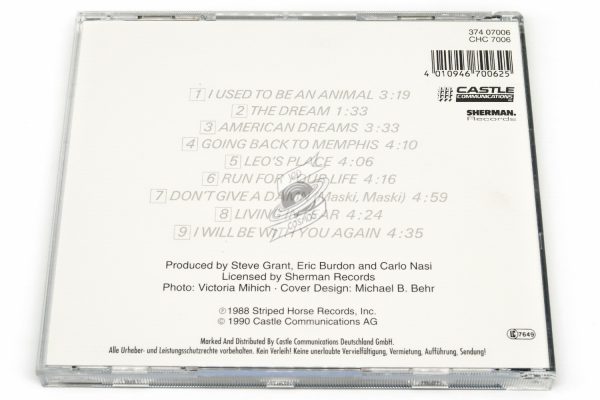 374 07006
CHC 7006
4 010946 700625
CASTLE
COMMUNICATIONS
SHERMAN.
Records
1 I USED TO BE AN ANIMAL 3:19
2 THE DREAM 1:33
3 AMERICAN DREAMS 3:33
4 GOING BACK TO MEMPHIS 4:10
5 LEO'S PLACE 4:06
6 RUN FOR YOUR LIFE 4:16
7 DON'T GIVE A DAMN (Maski, Maski) 4:59
8 LIVING IN FEAR 4:24
9 I WILL BE WITH YOU AGAIN 4:35
Produced by Steve Grant, Eric Burdon and Carlo Nasi
Licensed by Sherman Records
Photo: Victoria Mihich · Cover Design: Michael B. Behr
℗ 1988 Striped Horse Records, Inc.
© 1990 Castle Communications AG
Marked And Distributed By Castle Communications Deutschland GmbH.
Alle Urheber- und Leistungsschutzrechte vorbehalten. Kein Verleih! Keine unerlaubte Vervielfältigung, Vermietung, Aufführung, Sendung!
LC 7649
COSMOS